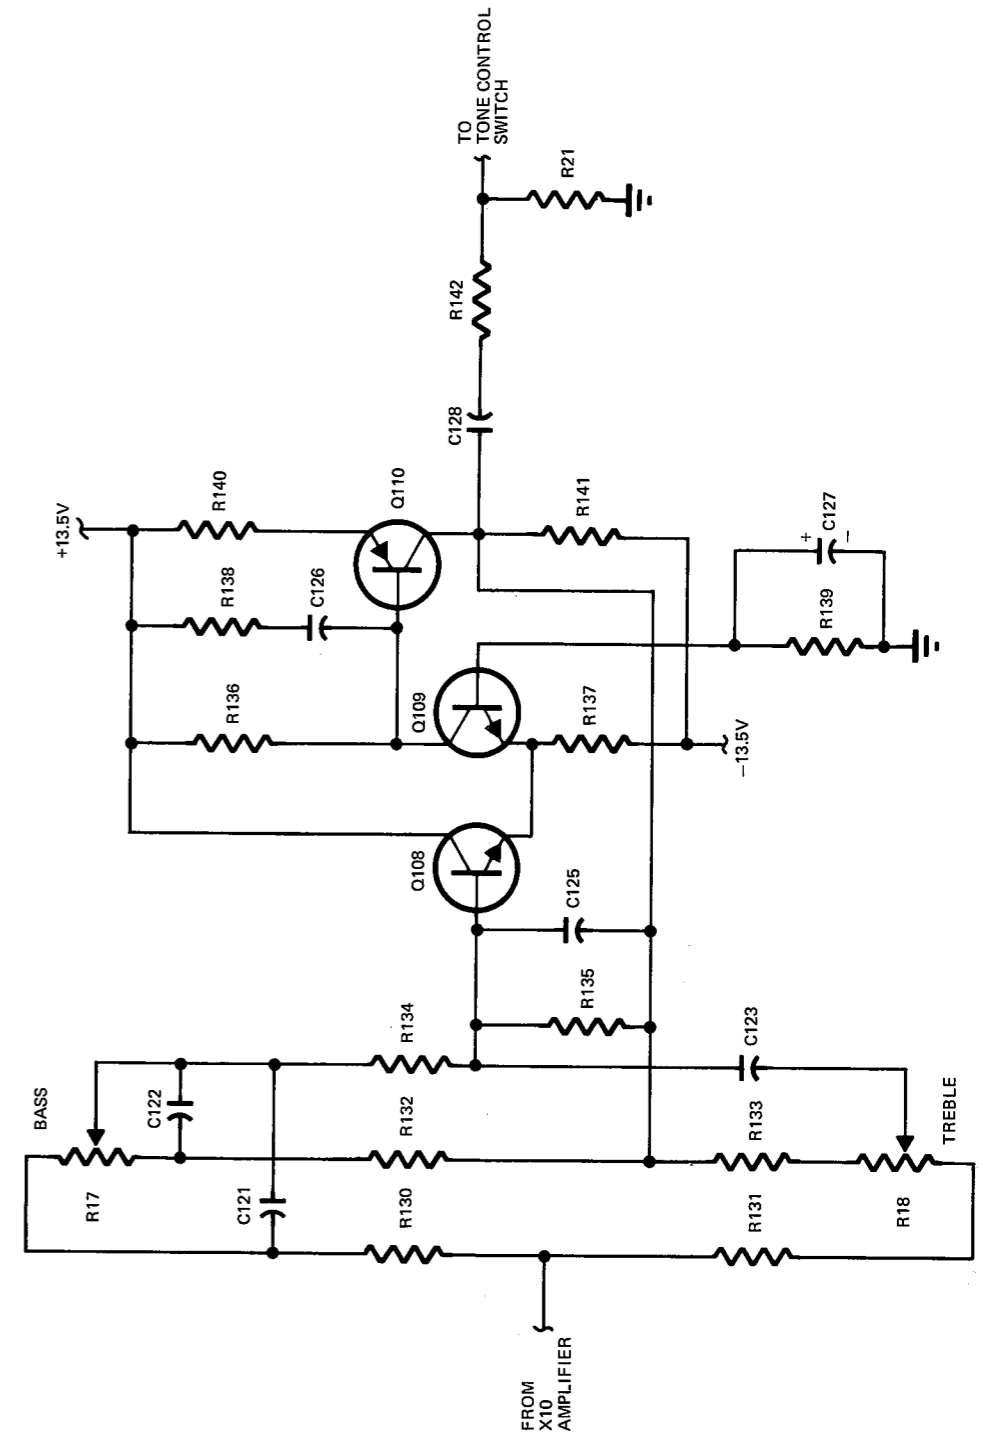 TO
TONE CONTROL
SWITCH
R21
R142
C128
+13.5V
R140
Q110
R141
R138
C126
+
C127
−
R139
R136
Q109
R137
−13.5V
Q108
C125
R135
R134
C123
BASS
C122
R132
R133
TREBLE
R17
C121
R130
R131
R18
FROM
X10
AMPLIFIER